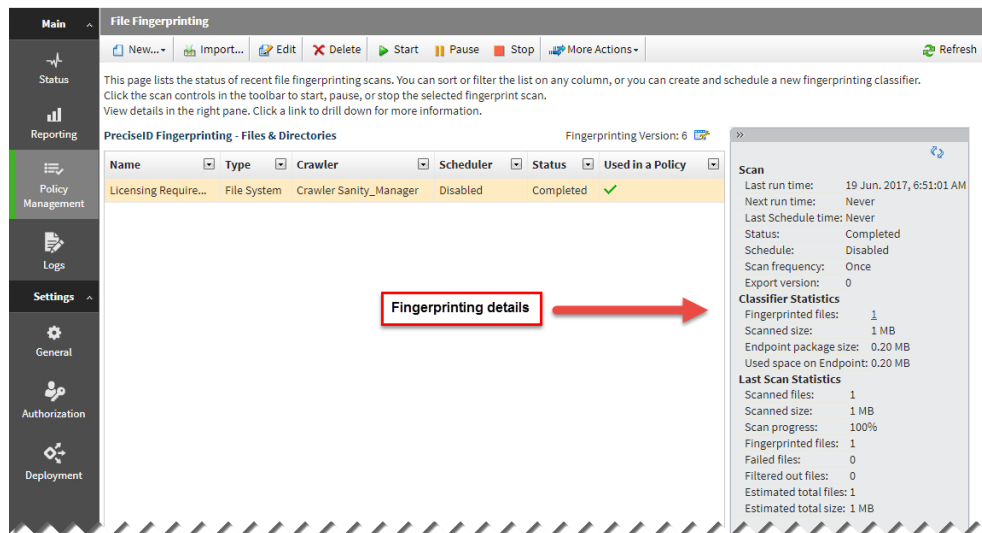 Main
Status
Reporting
Policy
Management
Logs
Settings
General
Authorization
Deployment
File Fingerprinting
New... Import... Edit Delete Start Pause Stop More Actions Refresh
This page lists the status of recent file fingerprinting scans. You can sort or filter the list on any column, or you can create and schedule a new fingerprinting classifier.
Click the scan controls in the toolbar to start, pause, or stop the selected fingerprint scan.
View details in the right pane. Click a link to drill down for more information.
PreciseID Fingerprinting - Files & Directories Fingerprinting Version: 6
Name Type Crawler Scheduler Status Used in a Policy
Licensing Require... File System Crawler Sanity_Manager Disabled Completed
Fingerprinting details
Scan
Last run time: 19 Jun. 2017, 6:51:01 AM
Next run time: Never
Last Schedule time: Never
Status: Completed
Schedule: Disabled
Scan frequency: Once
Export version: 0
Classifier Statistics
Fingerprinted files: 1
Scanned size: 1 MB
Endpoint package size: 0.20 MB
Used space on Endpoint: 0.20 MB
Last Scan Statistics
Scanned files: 1
Scanned size: 1 MB
Scan progress: 100%
Fingerprinted files: 1
Failed files: 0
Filtered out files: 0
Estimated total files: 1
Estimated total size: 1 MB